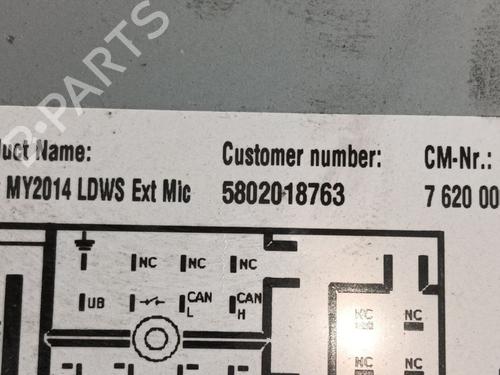 Name: Customer number: CM-Nr.:
MY2014 LDWS Ext Mic 5802018763 7 620 00
NC NC NC
UB CAN L CAN H
NC NC
NC NC
-PARTS